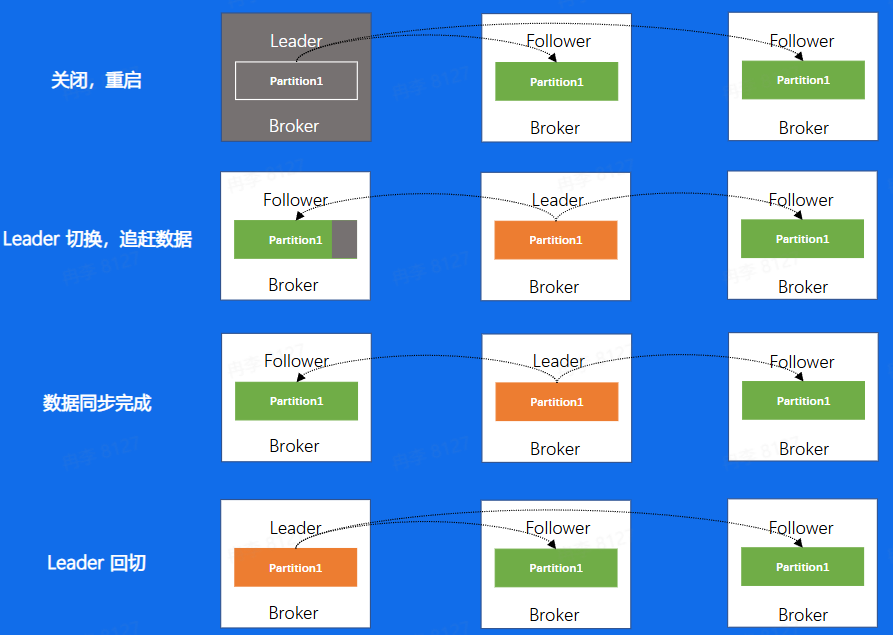 Leader
Follower
Follower
关闭，重启
Partition1
Partition1
Partition1
Broker
Broker
Broker
Follower
Leader
Follower
Leader 切换，追赶数据
Partition1
Partition1
Partition1
Broker
Broker
Broker
Follower
Leader
Follower
数据同步完成
Partition1
Partition1
Partition1
Broker
Broker
Broker
Leader
Follower
Follower
Leader 回切
Partition1
Partition1
Partition1
Broker
Broker
Broker